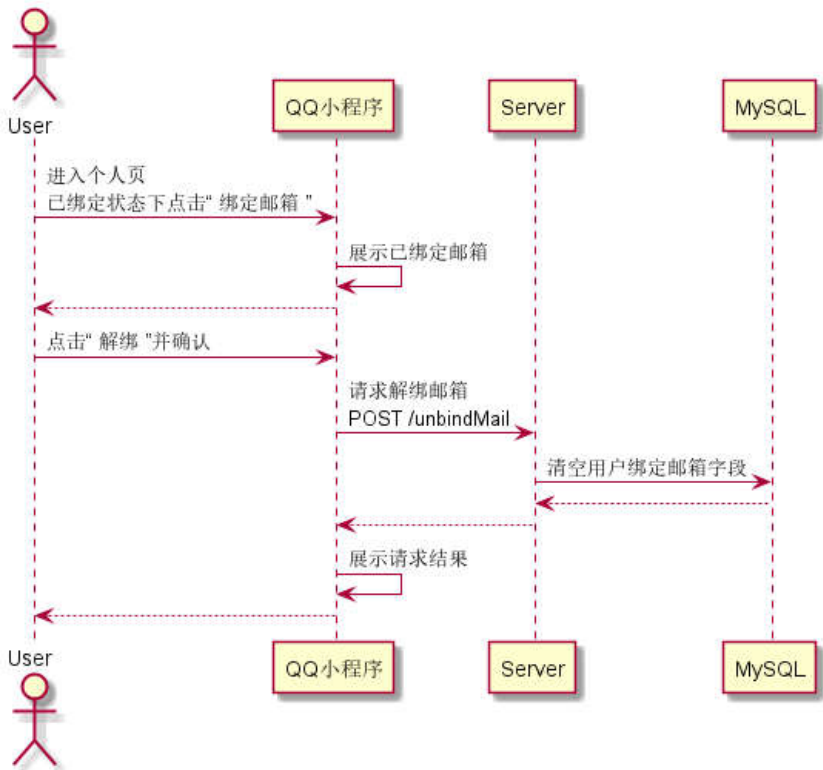 User
QQ小程序
Server
MySQL
进入个人页
已绑定状态下点击“ 绑定邮箱 ”
展示已绑定邮箱
点击“ 解绑 ”并确认
请求解绑邮箱
POST /unbindMail
清空用户绑定邮箱字段
展示请求结果
User
QQ小程序
Server
MySQL